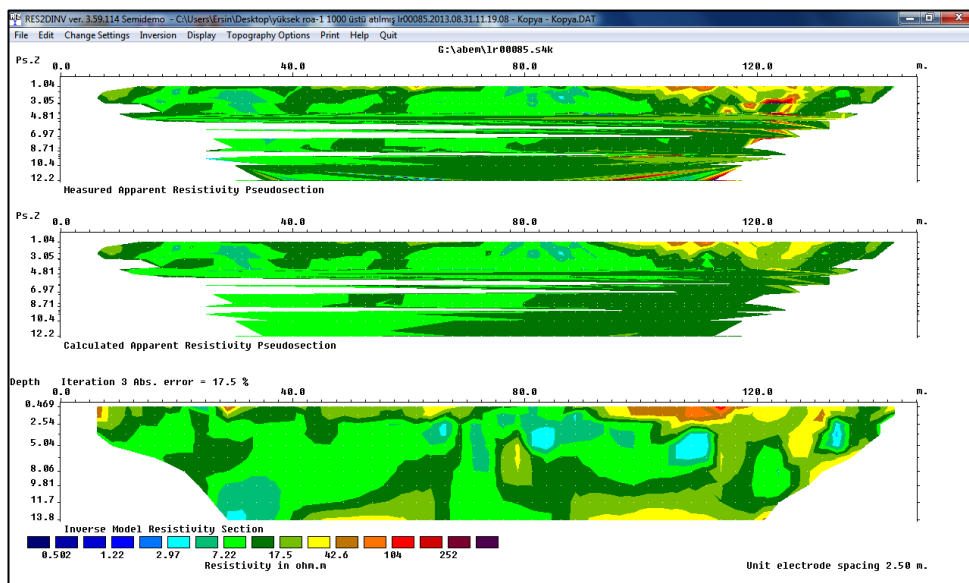 RES2DINV ver. 3.59.114 Semidemo - C:\Users\Ersin\Desktop\yüksek roa-1 1000 üstü atılmış lr00085.2013.08.31.11.19.08 - Kopya - Kopya.DAT
File Edit Change Settings Inversion Display Topography Options Print Help Quit
G:\abem\lr00085.s4k
Ps.Z 0.0 40.0 80.0 120.0 m.
1.04
3.05
4.81
6.97
8.71
10.4
12.2
Measured Apparent Resistivity Pseudosection
Ps.Z 0.0 40.0 80.0 120.0 m.
1.04
3.05
4.81
6.97
8.71
10.4
12.2
Calculated Apparent Resistivity Pseudosection
Depth Iteration 3 Abs. error = 17.5 %
0.0 40.0 80.0 120.0 m.
0.469
2.54
5.04
8.06
9.81
11.7
13.8
Inverse Model Resistivity Section
0.502 1.22 2.97 7.22 17.5 42.6 104 252
Resistivity in ohm.m Unit electrode spacing 2.50 m.